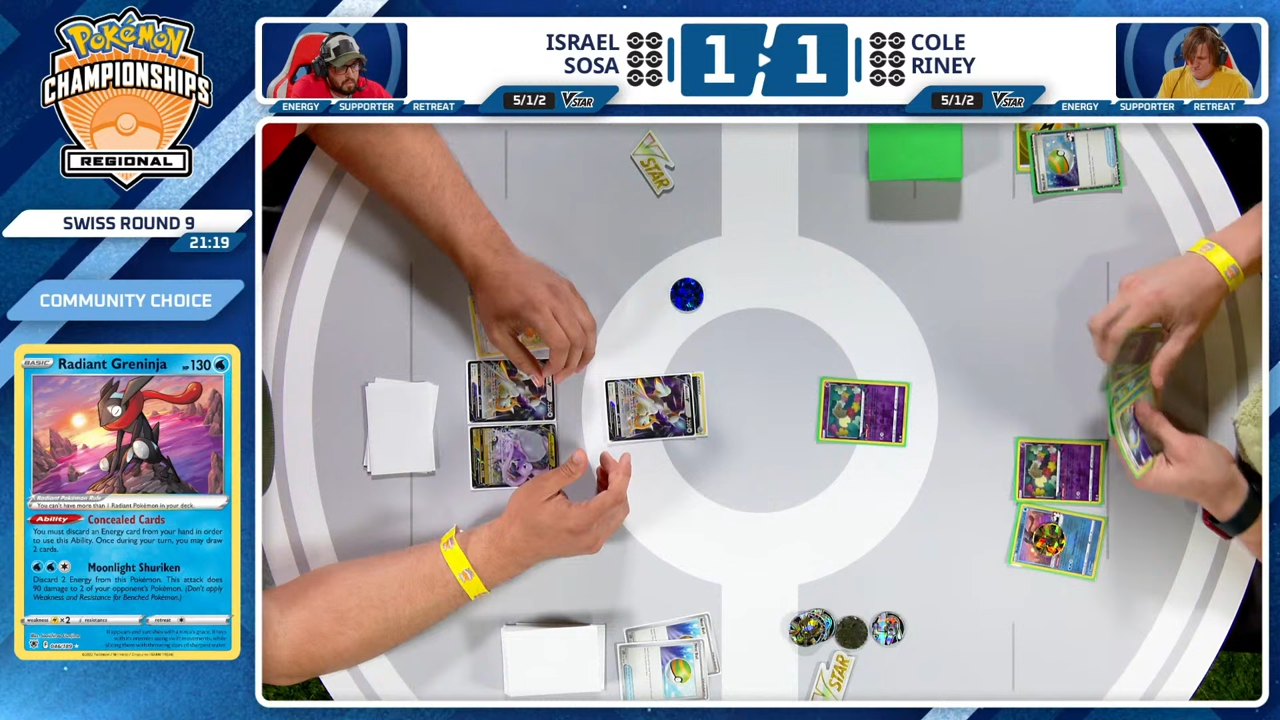 Pokémon
CHAMPIONSHIPS
REGIONAL
SWISS ROUND 9
21:19
COMMUNITY CHOICE
BASIC
Radiant Greninja
HP 130
Radiant Pokémon Rule
You can't have more than 1 Radiant Pokémon in your deck.
Ability
Concealed Cards
You must discard an Energy card from your hand in order
to use this Ability. Once during your turn, you may draw
2 cards.
Moonlight Shuriken
Discard 2 Energy from this Pokémon. This attack does
90 damage to 2 of your opponent's Pokémon. (Don't apply
Weakness and Resistance for Benched Pokémon.)
weakness ×2 resistance retreat
046/189
ISRAEL
SOSA
1
1
COLE
RINEY
ENERGY SUPPORTER RETREAT
5/1/2 VSTAR
5/1/2 VSTAR
ENERGY SUPPORTER RETREAT
VSTAR
VSTAR